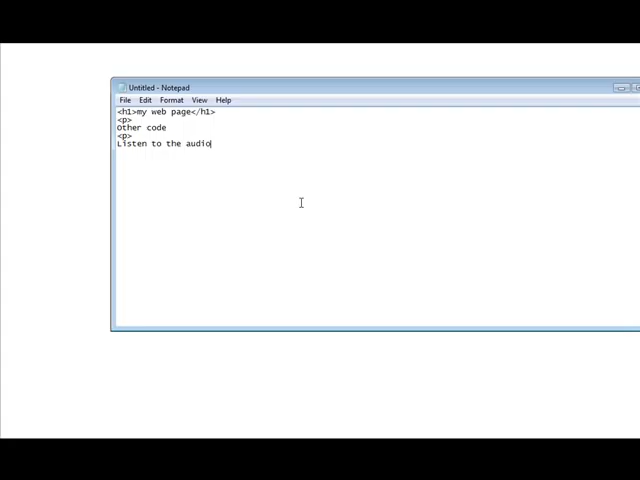 Untitled - Notepad
File Edit Format View Help
<h1>my web page</h1>
<p>
Other code
<p>
Listen to the audio